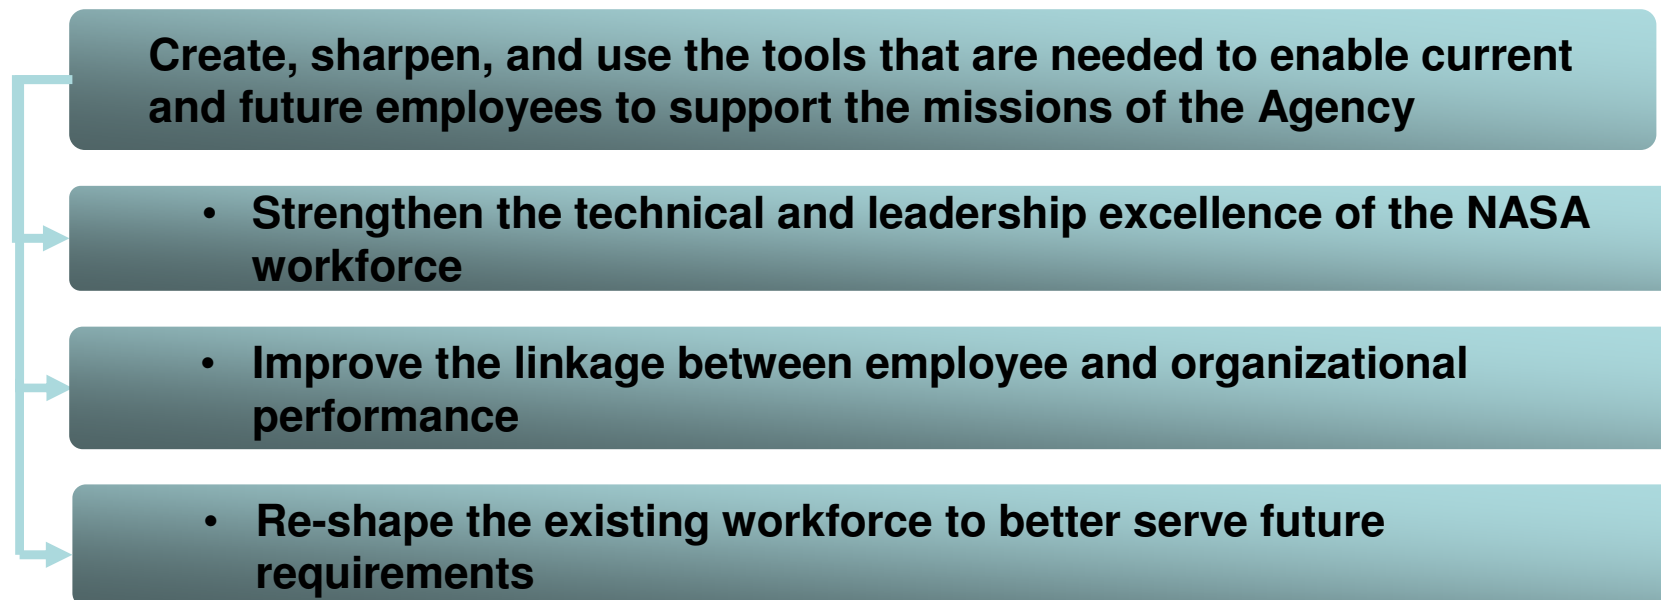 Create, sharpen, and use the tools that are needed to enable current
and future employees to support the missions of the Agency
• Strengthen the technical and leadership excellence of the NASA
workforce
• Improve the linkage between employee and organizational
performance
• Re-shape the existing workforce to better serve future
requirements